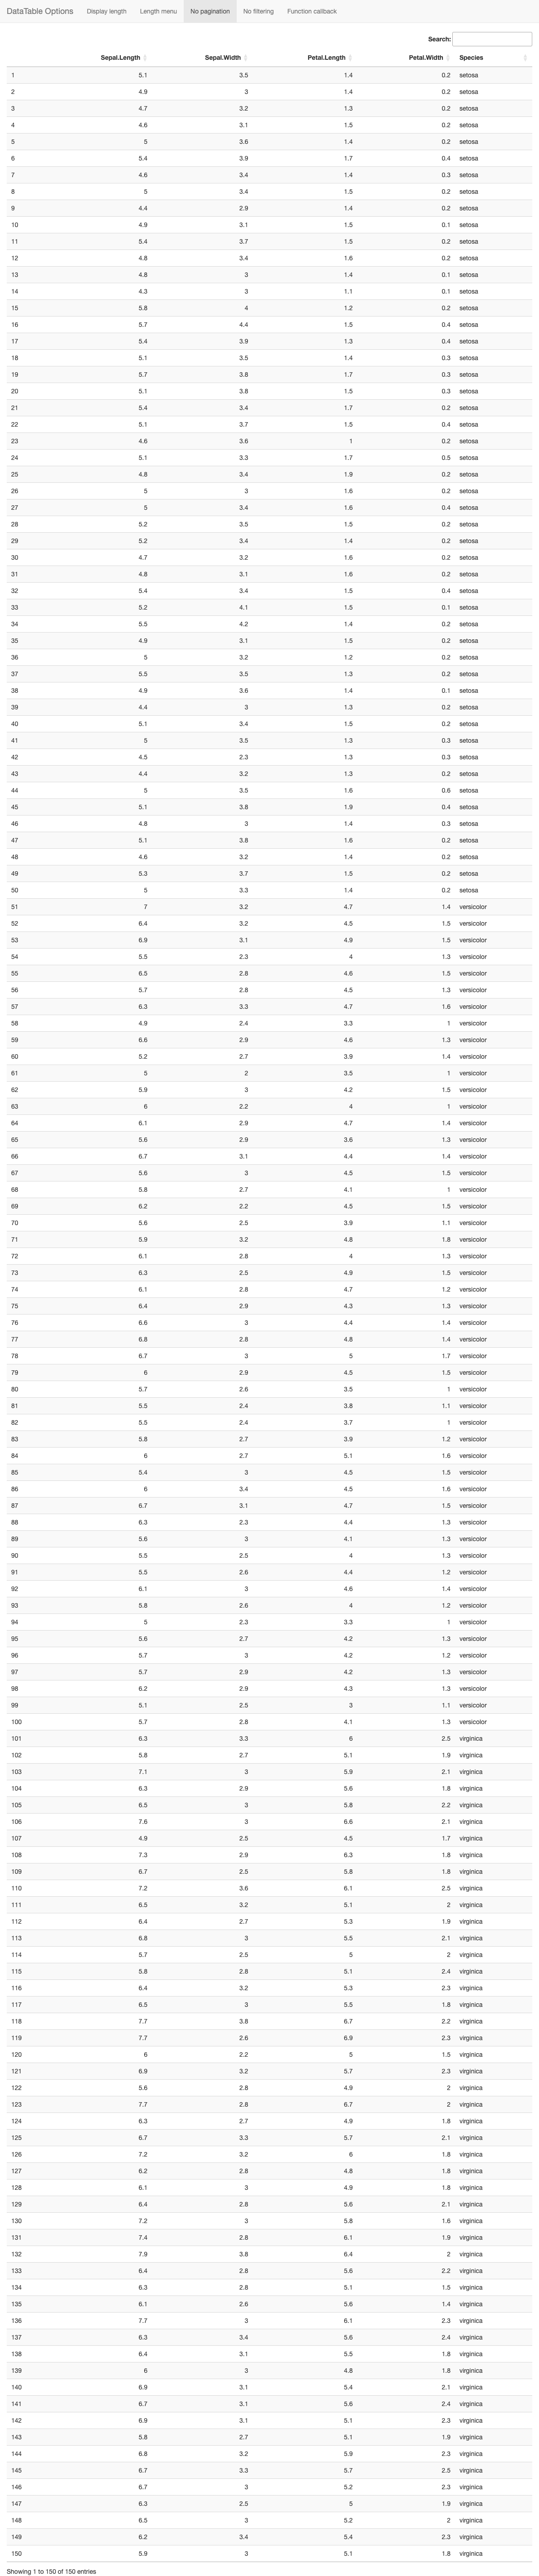 DataTable Options Display length Length menu No pagination No filtering Function callback
Search:
Sepal.Length Sepal.Width Petal.Length Petal.Width Species
1 5.1 3.5 1.4 0.2 setosa
2 4.9 3 1.4 0.2 setosa
3 4.7 3.2 1.3 0.2 setosa
4 4.6 3.1 1.5 0.2 setosa
5 5 3.6 1.4 0.2 setosa
6 5.4 3.9 1.7 0.4 setosa
7 4.6 3.4 1.4 0.3 setosa
8 5 3.4 1.5 0.2 setosa
9 4.4 2.9 1.4 0.2 setosa
10 4.9 3.1 1.5 0.1 setosa
11 5.4 3.7 1.5 0.2 setosa
12 4.8 3.4 1.6 0.2 setosa
13 4.8 3 1.4 0.1 setosa
14 4.3 3 1.1 0.1 setosa
15 5.8 4 1.2 0.2 setosa
16 5.7 4.4 1.5 0.4 setosa
17 5.4 3.9 1.3 0.4 setosa
18 5.1 3.5 1.4 0.3 setosa
19 5.7 3.8 1.7 0.3 setosa
20 5.1 3.8 1.5 0.3 setosa
21 5.4 3.4 1.7 0.2 setosa
22 5.1 3.7 1.5 0.4 setosa
23 4.6 3.6 1 0.2 setosa
24 5.1 3.3 1.7 0.5 setosa
25 4.8 3.4 1.9 0.2 setosa
26 5 3 1.6 0.2 setosa
27 5 3.4 1.6 0.4 setosa
28 5.2 3.5 1.5 0.2 setosa
29 5.2 3.4 1.4 0.2 setosa
30 4.7 3.2 1.6 0.2 setosa
31 4.8 3.1 1.6 0.2 setosa
32 5.4 3.4 1.5 0.4 setosa
33 5.2 4.1 1.5 0.1 setosa
34 5.5 4.2 1.4 0.2 setosa
35 4.9 3.1 1.5 0.2 setosa
36 5 3.2 1.2 0.2 setosa
37 5.5 3.5 1.3 0.2 setosa
38 4.9 3.6 1.4 0.1 setosa
39 4.4 3 1.3 0.2 setosa
40 5.1 3.4 1.5 0.2 setosa
41 5 3.5 1.3 0.3 setosa
42 4.5 2.3 1.3 0.3 setosa
43 4.4 3.2 1.3 0.2 setosa
44 5 3.5 1.6 0.6 setosa
45 5.1 3.8 1.9 0.4 setosa
46 4.8 3 1.4 0.3 setosa
47 5.1 3.8 1.6 0.2 setosa
48 4.6 3.2 1.4 0.2 setosa
49 5.3 3.7 1.5 0.2 setosa
50 5 3.3 1.4 0.2 setosa
51 7 3.2 4.7 1.4 versicolor
52 6.4 3.2 4.5 1.5 versicolor
53 6.9 3.1 4.9 1.5 versicolor
54 5.5 2.3 4 1.3 versicolor
55 6.5 2.8 4.6 1.5 versicolor
56 5.7 2.8 4.5 1.3 versicolor
57 6.3 3.3 4.7 1.6 versicolor
58 4.9 2.4 3.3 1 versicolor
59 6.6 2.9 4.6 1.3 versicolor
60 5.2 2.7 3.9 1.4 versicolor
61 5 2 3.5 1 versicolor
62 5.9 3 4.2 1.5 versicolor
63 6 2.2 4 1 versicolor
64 6.1 2.9 4.7 1.4 versicolor
65 5.6 2.9 3.6 1.3 versicolor
66 6.7 3.1 4.4 1.4 versicolor
67 5.6 3 4.5 1.5 versicolor
68 5.8 2.7 4.1 1 versicolor
69 6.2 2.2 4.5 1.5 versicolor
70 5.6 2.5 3.9 1.1 versicolor
71 5.9 3.2 4.8 1.8 versicolor
72 6.1 2.8 4 1.3 versicolor
73 6.3 2.5 4.9 1.5 versicolor
74 6.1 2.8 4.7 1.2 versicolor
75 6.4 2.9 4.3 1.3 versicolor
76 6.6 3 4.4 1.4 versicolor
77 6.8 2.8 4.8 1.4 versicolor
78 6.7 3 5 1.7 versicolor
79 6 2.9 4.5 1.5 versicolor
80 5.7 2.6 3.5 1 versicolor
81 5.5 2.4 3.8 1.1 versicolor
82 5.5 2.4 3.7 1 versicolor
83 5.8 2.7 3.9 1.2 versicolor
84 6 2.7 5.1 1.6 versicolor
85 5.4 3 4.5 1.5 versicolor
86 6 3.4 4.5 1.6 versicolor
87 6.7 3.1 4.7 1.5 versicolor
88 6.3 2.3 4.4 1.3 versicolor
89 5.6 3 4.1 1.3 versicolor
90 5.5 2.5 4 1.3 versicolor
91 5.5 2.6 4.4 1.2 versicolor
92 6.1 3 4.6 1.4 versicolor
93 5.8 2.6 4 1.2 versicolor
94 5 2.3 3.3 1 versicolor
95 5.6 2.7 4.2 1.3 versicolor
96 5.7 3 4.2 1.2 versicolor
97 5.7 2.9 4.2 1.3 versicolor
98 6.2 2.9 4.3 1.3 versicolor
99 5.1 2.5 3 1.1 versicolor
100 5.7 2.8 4.1 1.3 versicolor
101 6.3 3.3 6 2.5 virginica
102 5.8 2.7 5.1 1.9 virginica
103 7.1 3 5.9 2.1 virginica
104 6.3 2.9 5.6 1.8 virginica
105 6.5 3 5.8 2.2 virginica
106 7.6 3 6.6 2.1 virginica
107 4.9 2.5 4.5 1.7 virginica
108 7.3 2.9 6.3 1.8 virginica
109 6.7 2.5 5.8 1.8 virginica
110 7.2 3.6 6.1 2.5 virginica
111 6.5 3.2 5.1 2 virginica
112 6.4 2.7 5.3 1.9 virginica
113 6.8 3 5.5 2.1 virginica
114 5.7 2.5 5 2 virginica
115 5.8 2.8 5.1 2.4 virginica
116 6.4 3.2 5.3 2.3 virginica
117 6.5 3 5.5 1.8 virginica
118 7.7 3.8 6.7 2.2 virginica
119 7.7 2.6 6.9 2.3 virginica
120 6 2.2 5 1.5 virginica
121 6.9 3.2 5.7 2.3 virginica
122 5.6 2.8 4.9 2 virginica
123 7.7 2.8 6.7 2 virginica
124 6.3 2.7 4.9 1.8 virginica
125 6.7 3.3 5.7 2.1 virginica
126 7.2 3.2 6 1.8 virginica
127 6.2 2.8 4.8 1.8 virginica
128 6.1 3 4.9 1.8 virginica
129 6.4 2.8 5.6 2.1 virginica
130 7.2 3 5.8 1.6 virginica
131 7.4 2.8 6.1 1.9 virginica
132 7.9 3.8 6.4 2 virginica
133 6.4 2.8 5.6 2.2 virginica
134 6.3 2.8 5.1 1.5 virginica
135 6.1 2.6 5.6 1.4 virginica
136 7.7 3 6.1 2.3 virginica
137 6.3 3.4 5.6 2.4 virginica
138 6.4 3.1 5.5 1.8 virginica
139 6 3 4.8 1.8 virginica
140 6.9 3.1 5.4 2.1 virginica
141 6.7 3.1 5.6 2.4 virginica
142 6.9 3.1 5.1 2.3 virginica
143 5.8 2.7 5.1 1.9 virginica
144 6.8 3.2 5.9 2.3 virginica
145 6.7 3.3 5.7 2.5 virginica
146 6.7 3 5.2 2.3 virginica
147 6.3 2.5 5 1.9 virginica
148 6.5 3 5.2 2 virginica
149 6.2 3.4 5.4 2.3 virginica
150 5.9 3 5.1 1.8 virginica
Showing 1 to 150 of 150 entries